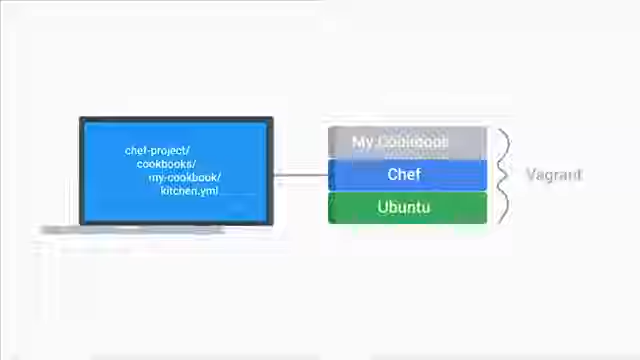 chef-project/
cookbooks/
my-cookbook/
kitchen.yml
My Cookbook
Chef
Ubuntu
Vagrant